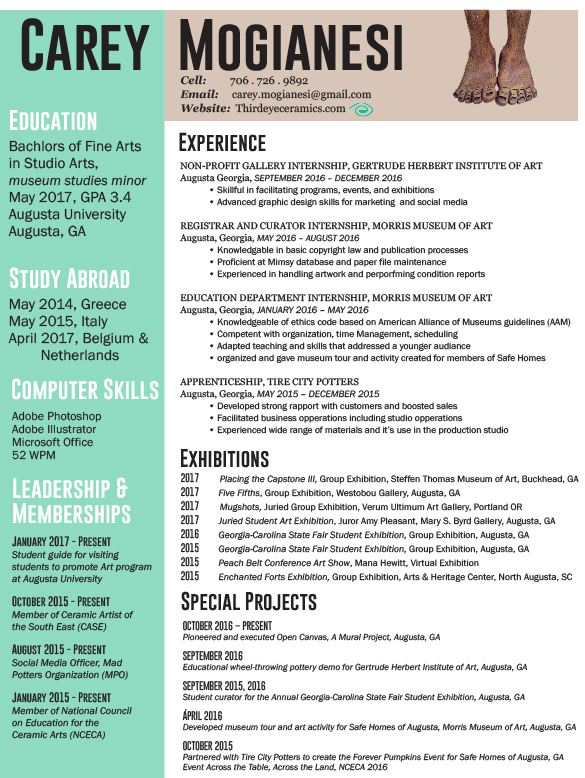 CAREY MOGIANESI
Cell: 706 . 726 . 9892
Email: carey.mogianesi@gmail.com
Website: Thirdeyeceramics.com
EDUCATION
Bachlors of Fine Arts
in Studio Arts,
museum studies minor
May 2017, GPA 3.4
Augusta University
Augusta, GA
STUDY ABROAD
May 2014, Greece
May 2015, Italy
April 2017, Belgium &
Netherlands
COMPUTER SKILLS
Adobe Photoshop
Adobe Illustrator
Microsoft Office
52 WPM
LEADERSHIP &
MEMBERSHIPS
JANUARY 2017 - PRESENT
Student guide for visiting
students to promote Art program
at Augusta University
OCTOBER 2015 - PRESENT
Member of Ceramic Artist of
the South East (CASE)
AUGUST 2015 - PRESENT
Social Media Officer, Mad
Potters Organization (MPO)
JANUARY 2015 - PRESENT
Member of National Council
on Education for the
Ceramic Arts (NCECA)
EXPERIENCE
NON-PROFIT GALLERY INTERNSHIP, GERTRUDE HERBERT INSTITUTE OF ART
Augusta Georgia, SEPTEMBER 2016 – DECEMBER 2016
• Skillful in facilitating programs, events, and exhibitions
• Advanced graphic design skills for marketing and social media
REGISTRAR AND CURATOR INTERNSHIP, MORRIS MUSEUM OF ART
Augusta, Georgia, MAY 2016 – AUGUST 2016
• Knowledgable in basic copyright law and publication processes
• Proficient at Mimsy database and paper file maintenance
• Experienced in handling artwork and perporfming condition reports
EDUCATION DEPARTMENT INTERNSHIP, MORRIS MUSEUM OF ART
Augusta, Georgia, JANUARY 2016 – MAY 2016
• Knowledgeable of ethics code based on American Alliance of Museums guidelines (AAM)
• Competent with organization, time Management, scheduling
• Adapted teaching and skills that addressed a younger audience
• organized and gave museum tour and activity created for members of Safe Homes
APPRENTICESHIP, TIRE CITY POTTERS
Augusta, Georgia, MAY 2015 – DECEMBER 2015
• Developed strong rapport with customers and boosted sales
• Facilitated business opperations including studio opperations
• Experienced wide range of materials and it's use in the production studio
EXHIBITIONS
2017 Placing the Capstone III, Group Exhibition, Steffen Thomas Museum of Art, Buckhead, GA
2017 Five Fifths, Group Exhibition, Westobou Gallery, Augusta, GA
2017 Mugshots, Juried Group Exhibition, Verum Ultimum Art Gallery, Portland OR
2017 Juried Student Art Exhibition, Juror Amy Pleasant, Mary S. Byrd Gallery, Augusta, GA
2016 Georgia-Carolina State Fair Student Exhibition, Group Exhibition, Augusta, GA
2015 Georgia-Carolina State Fair Student Exhibition, Group Exhibition, Augusta, GA
2015 Peach Belt Conference Art Show, Mana Hewitt, Virtual Exhibition
2015 Enchanted Forts Exhibition, Group Exhibition, Arts & Heritage Center, North Augusta, SC
SPECIAL PROJECTS
OCTOBER 2016 – PRESENT
Pioneered and executed Open Canvas, A Mural Project, Augusta, GA
SEPTEMBER 2016
Educational wheel-throwing pottery demo for Gertrude Herbert Institute of Art, Augusta, GA
SEPTEMBER 2015, 2016
Student curator for the Annual Georgia-Carolina State Fair Student Exhibition, Augusta, GA
APRIL 2016
Developed museum tour and art activity for Safe Homes of Augusta, Morris Museum of Art, Augusta, GA
OCTOBER 2015
Partnered with Tire City Potters to create the Forever Pumpkins Event for Safe Homes of Augusta, GA
Event Across the Table, Across the Land, NCECA 2016